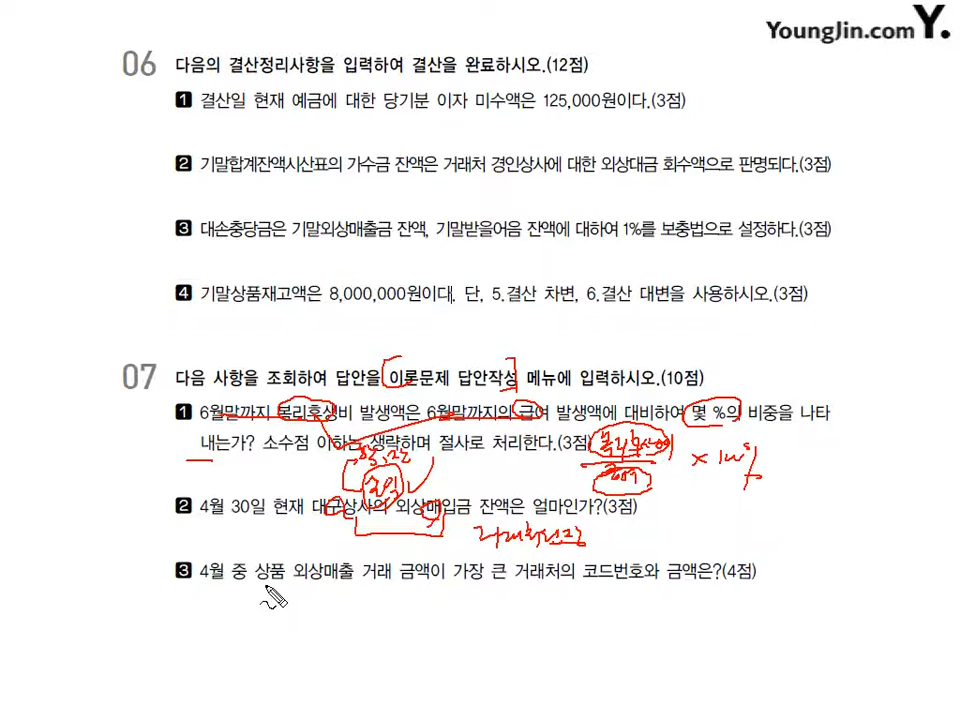 YoungJin.com Y.
06 다음의 결산정리사항을 입력하여 결산을 완료하시오.(12점)
1 결산일 현재 예금에 대한 당기분 이자 미수액은 125,000원이다.(3점)
2 기말합계잔액시산표의 가수금 잔액은 거래처 경인상사에 대한 외상대금 회수액으로 판명되다.(3점)
3 대손충당금은 기말외상매출금 잔액, 기말받을어음 잔액에 대하여 1%를 보충법으로 설정하다.(3점)
4 기말상품재고액은 8,000,000원이다. 단, 5.결산 차변, 6.결산 대변을 사용하시오.(3점)
07 다음 사항을 조회하여 답안을 이론문제 답안작성 메뉴에 입력하시오.(10점)
1 6월말까지 복리후생비 발생액은 6월말까지의 급여 발생액에 대비하여 몇 %의 비중을 나타
내는가? 소수점 이하는 생략하며 절사로 처리한다.(3점)
x 100%
급여
2 4월 30일 현재 대구상사의 외상매입금 잔액은 얼마인가?(3점)
거래처원장
3 4월 중 상품 외상매출 거래 금액이 가장 큰 거래처의 코드번호와 금액은?(4점)